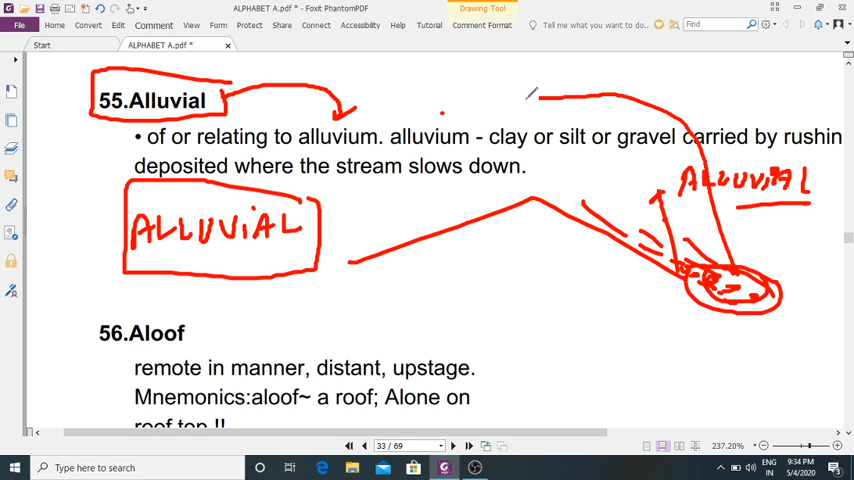 ALPHABET A.pdf * - Foxit PhantomPDF
Drawing Tool
File Home Edit Comment View Form Protect Share Connect Accessibility Help Tutorial Comment Formatting Tell me what you want to do.. Find
Start ALPHABET A.pdf *
55.Alluvial
• of or relating to alluvium. alluvium - clay or silt or gravel carried by rushin
deposited where the stream slows down.
ALLUVIAL
ALLUVIAL
56.Aloof
remote in manner, distant, upstage.
Mnemonics:aloof~ a roof; Alone on
roof top !!
33 / 69
237.20%
Type here to search
ENG
IN
9:34 PM
5/4/2020
3